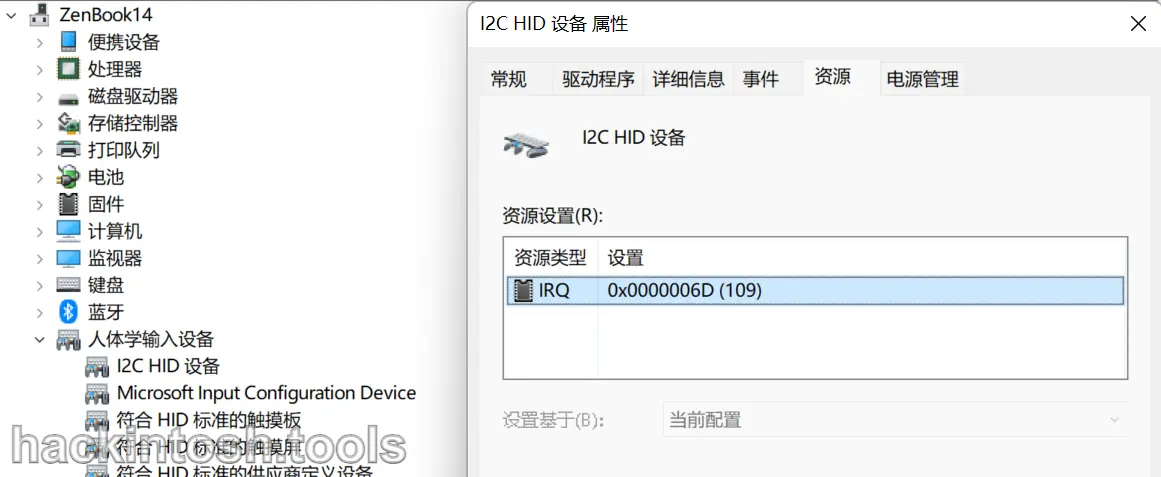 ZenBook14
便携设备
处理器
磁盘驱动器
存储控制器
打印队列
电池
固件
计算机
监视器
键盘
蓝牙
人体学输入设备
I2C HID 设备
Microsoft Input Configuration Device
符合 HID 标准的触摸板
符合 HID 标准的触摸屏
符合 HID 标准的供应商定义设备
hackintosh.tools
I2C HID 设备 属性
常规 驱动程序 详细信息 事件 资源 电源管理
I2C HID 设备
资源设置(R):
资源类型 设置
IRQ 0x0000006D (109)
设置基于(B): 当前配置